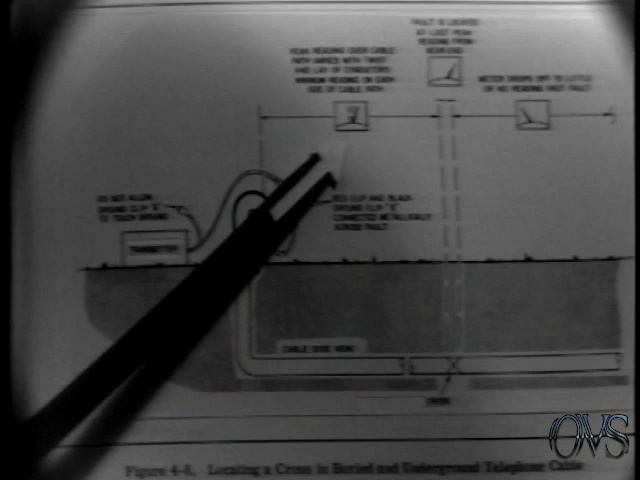 FAULT IS LOCATED
AT LAST PEAK
READING FROM
NEAR END
PEAK READING OVER CABLE
PATH VARIES WITH TWIST
AND LAY OF CONDUCTORS
MINIMUM READING ON EACH
SIDE OF CABLE PATH
METER DROPS OFF TO LITTLE
OR NO READING PAST FAULT
DO NOT ALLOW
GROUND CLIP "X"
TO TOUCH GROUND
RED CLIP AND BLACK
GROUND CLIP "X"
CONNECTED METALLICALLY
ACROSS FAULT
TRANSMITTER
CABLE SIDE VIEW
CROSS
OVS
Figure 4-8. Locating a Cross in Buried and Underground Telephone Cable